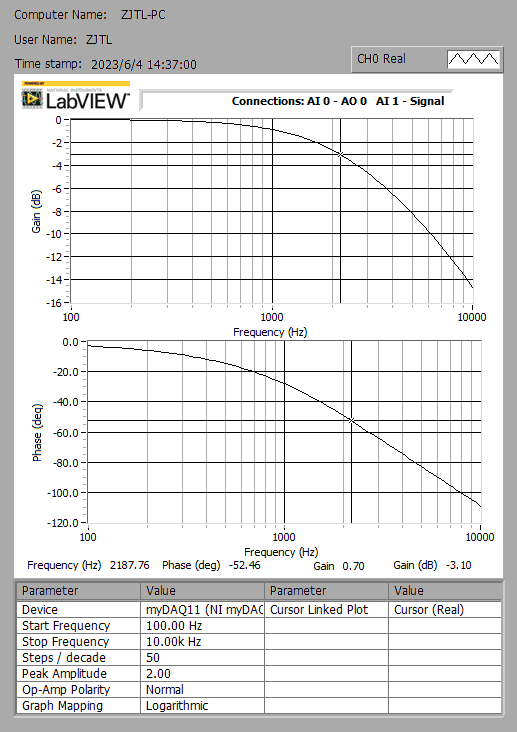 Computer Name: ZJTL-PC
User Name: ZJTL
Time stamp: 2023/6/4 14:37:00
CH0 Real
POWERED BY
NATIONAL INSTRUMENTS
LabVIEW™
Connections: AI 0 - AO 0 AI 1 - Signal
Gain (dB)
0
-2
-4
-6
-8
-10
-12
-14
-16
100 1000 10000
Frequency (Hz)
Phase (deg)
0.0
-20.0
-40.0
-60.0
-80.0
-100.0
-120.0
100 1000 10000
Frequency (Hz)
Frequency (Hz) 2187.76 Phase (deg) -52.46 Gain 0.70 Gain (dB) -3.10
Parameter Value Parameter Value
Device myDAQ11 (NI myDAC Cursor Linked Plot Cursor (Real)
Start Frequency 100.00 Hz
Stop Frequency 10.00k Hz
Steps / decade 50
Peak Amplitude 2.00
Op-Amp Polarity Normal
Graph Mapping Logarithmic